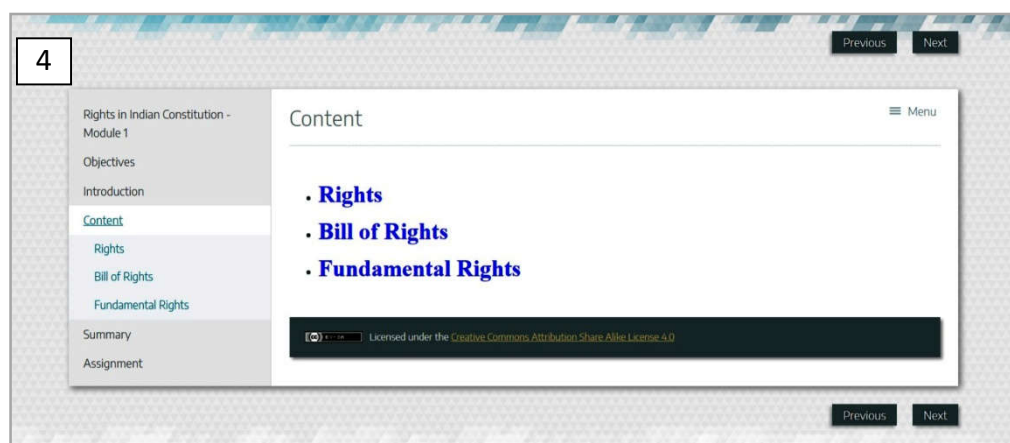 Previous Next
4
Rights in Indian Constitution -
Module 1
Objectives
Introduction
Content
Rights
Bill of Rights
Fundamental Rights
Summary
Assignment
Content
Menu
• Rights
• Bill of Rights
• Fundamental Rights
Licensed under the Creative Commons Attribution Share Alike License 4.0
Previous Next